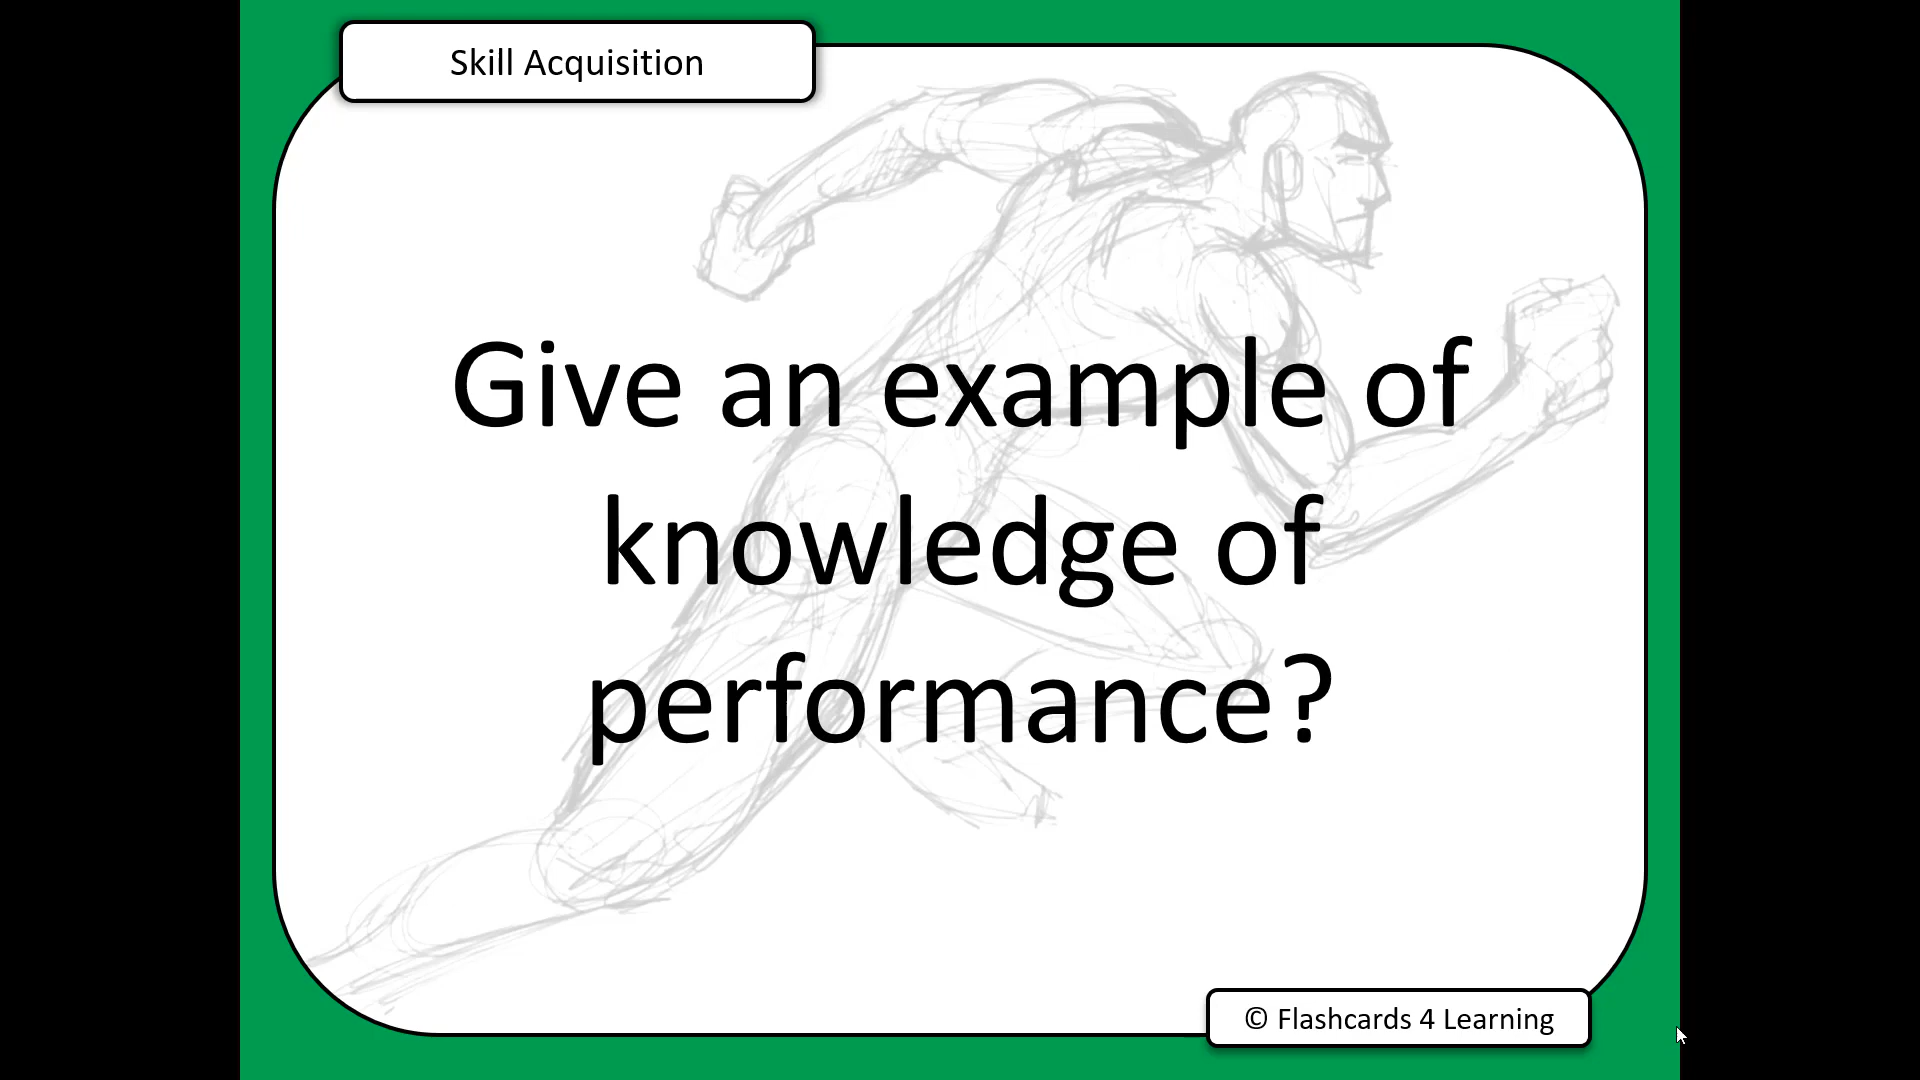 Skill Acquisition
Give an example of
knowledge of
performance?
© Flashcards 4 Learning